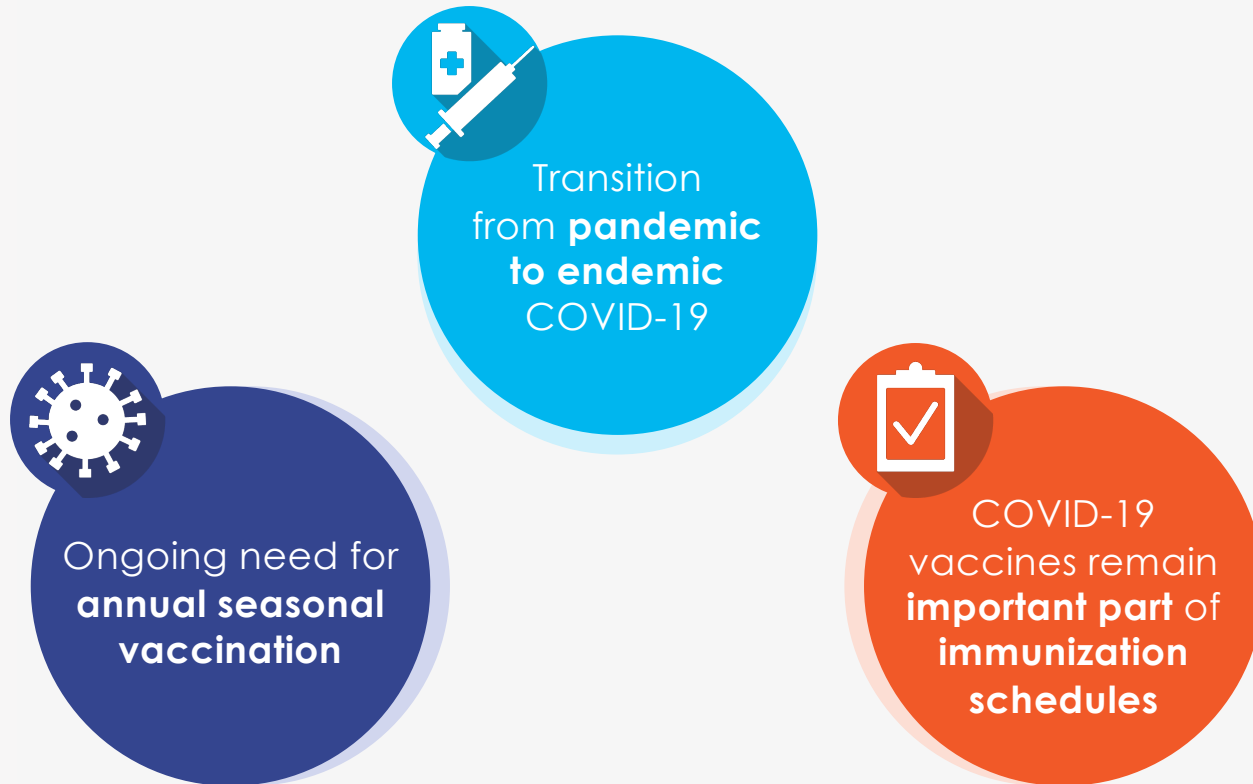 Transition
from pandemic
to endemic
COVID-19
Ongoing need for
annual seasonal
vaccination
COVID-19
vaccines remain
important part of
immunization
schedules